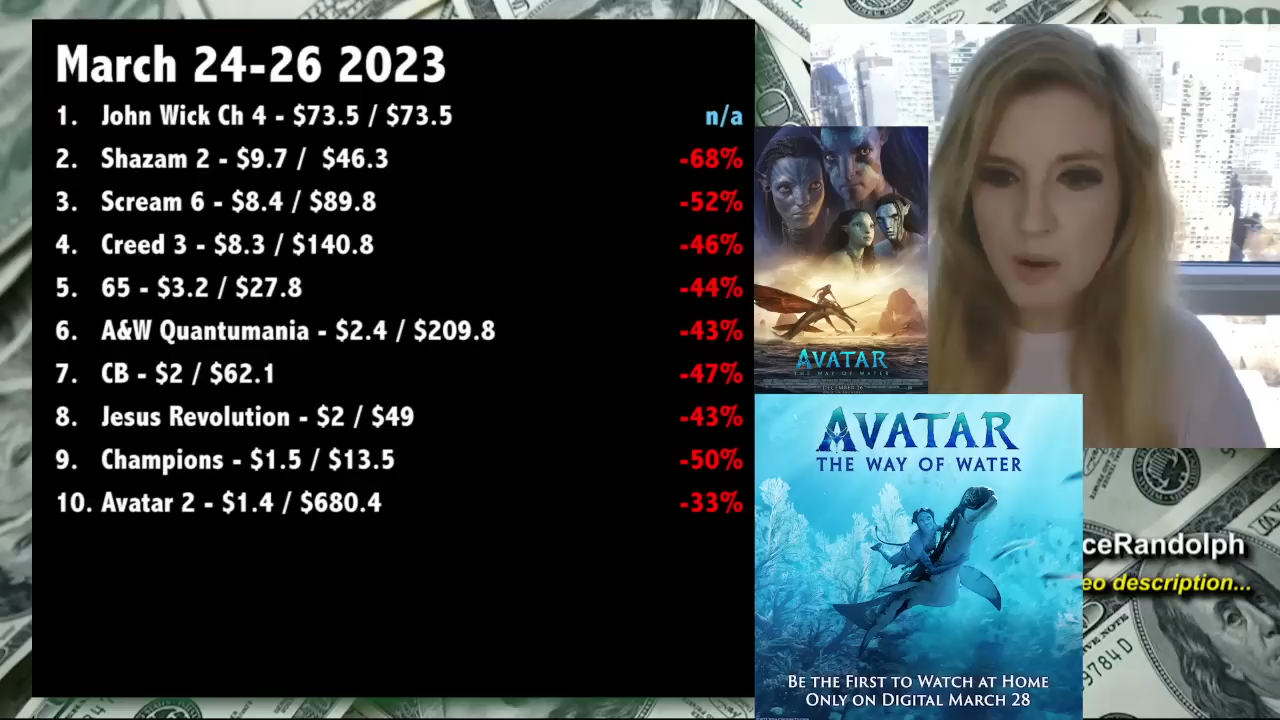 March 24-26 2023
1. John Wick Ch 4 - $73.5 / $73.5 n/a
2. Shazam 2 - $9.7 / $46.3 -68%
3. Scream 6 - $8.4 / $89.8 -52%
4. Creed 3 - $8.3 / $140.8 -46%
5. 65 - $3.2 / $27.8 -44%
6. A&W Quantumania - $2.4 / $209.8 -43%
7. CB - $2 / $62.1 -47%
8. Jesus Revolution - $2 / $49 -43%
9. Champions - $1.5 / $13.5 -50%
10. Avatar 2 - $1.4 / $680.4 -33%
100
AVATAR
THE WAY OF WATER
DECEMBER 16
AVATAR
THE WAY OF WATER
BE THE FIRST TO WATCH AT HOME
ONLY ON DIGITAL MARCH 28
ceRandolph
eo description...
9784D